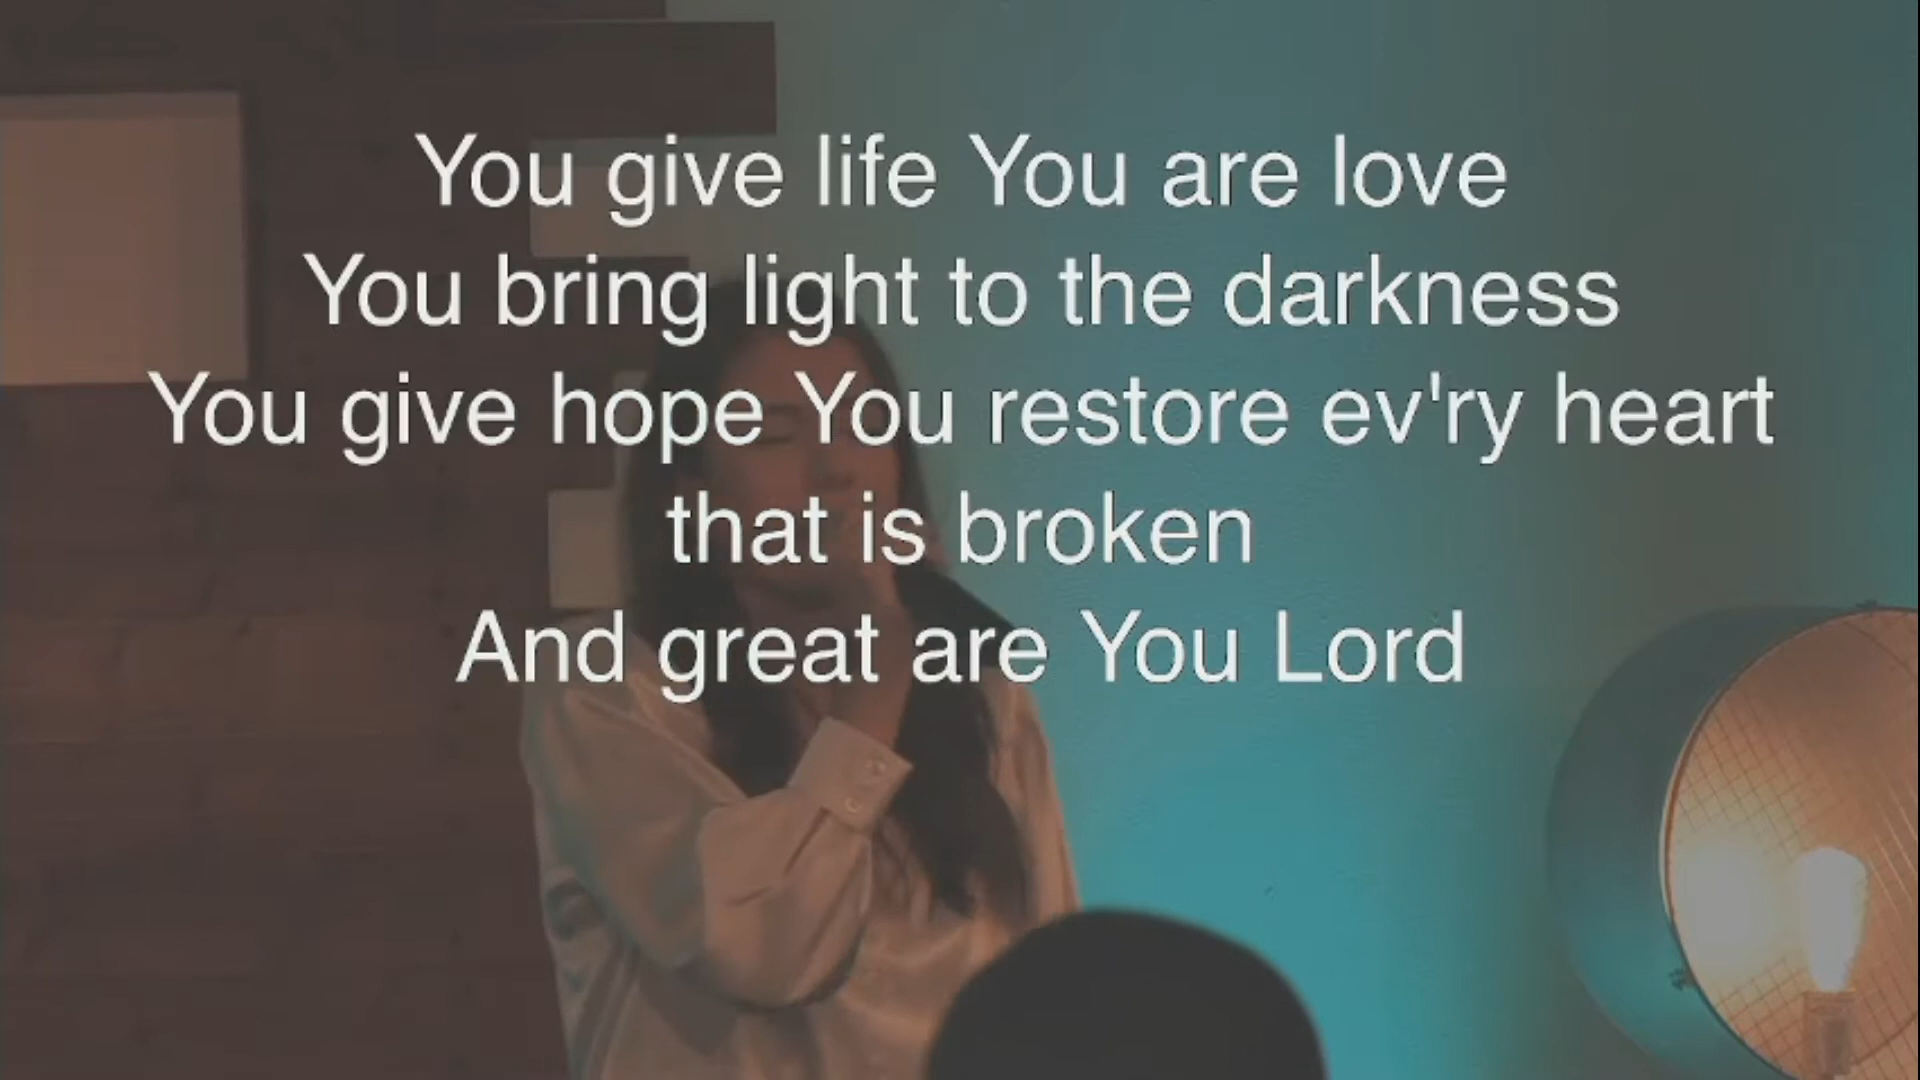 You give life You are love
You bring light to the darkness
You give hope You restore ev'ry heart
that is broken
And great are You Lord